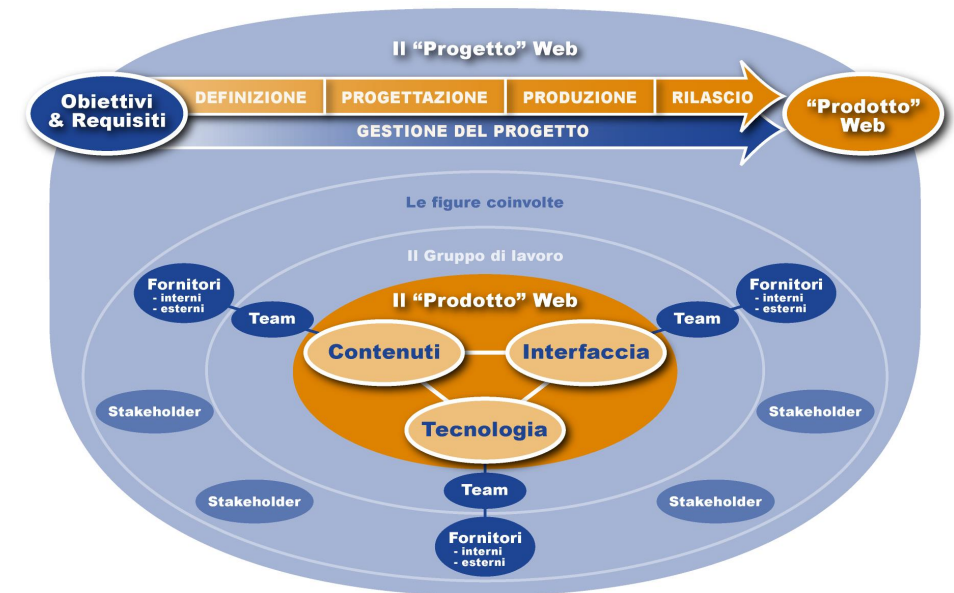 Il “Progetto” Web
Obiettivi
& Requisiti
DEFINIZIONE
PROGETTAZIONE
PRODUZIONE
RILASCIO
“Prodotto”
Web
GESTIONE DEL PROGETTO
Le figure coinvolte
Il Gruppo di lavoro
Fornitori
- interni
- esterni
Team
Il “Prodotto” Web
Team
Fornitori
- interni
- esterni
Contenuti
Interfaccia
Tecnologia
Stakeholder
Stakeholder
Stakeholder
Stakeholder
Team
Fornitori
- interni
- esterni